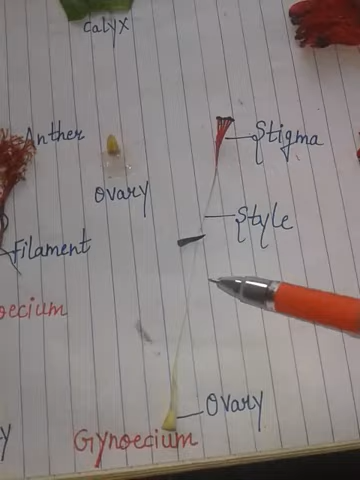 Calyx
Anther
Stigma
Ovary
Style
Filament
oecium
Ovary
y
Gynoecium